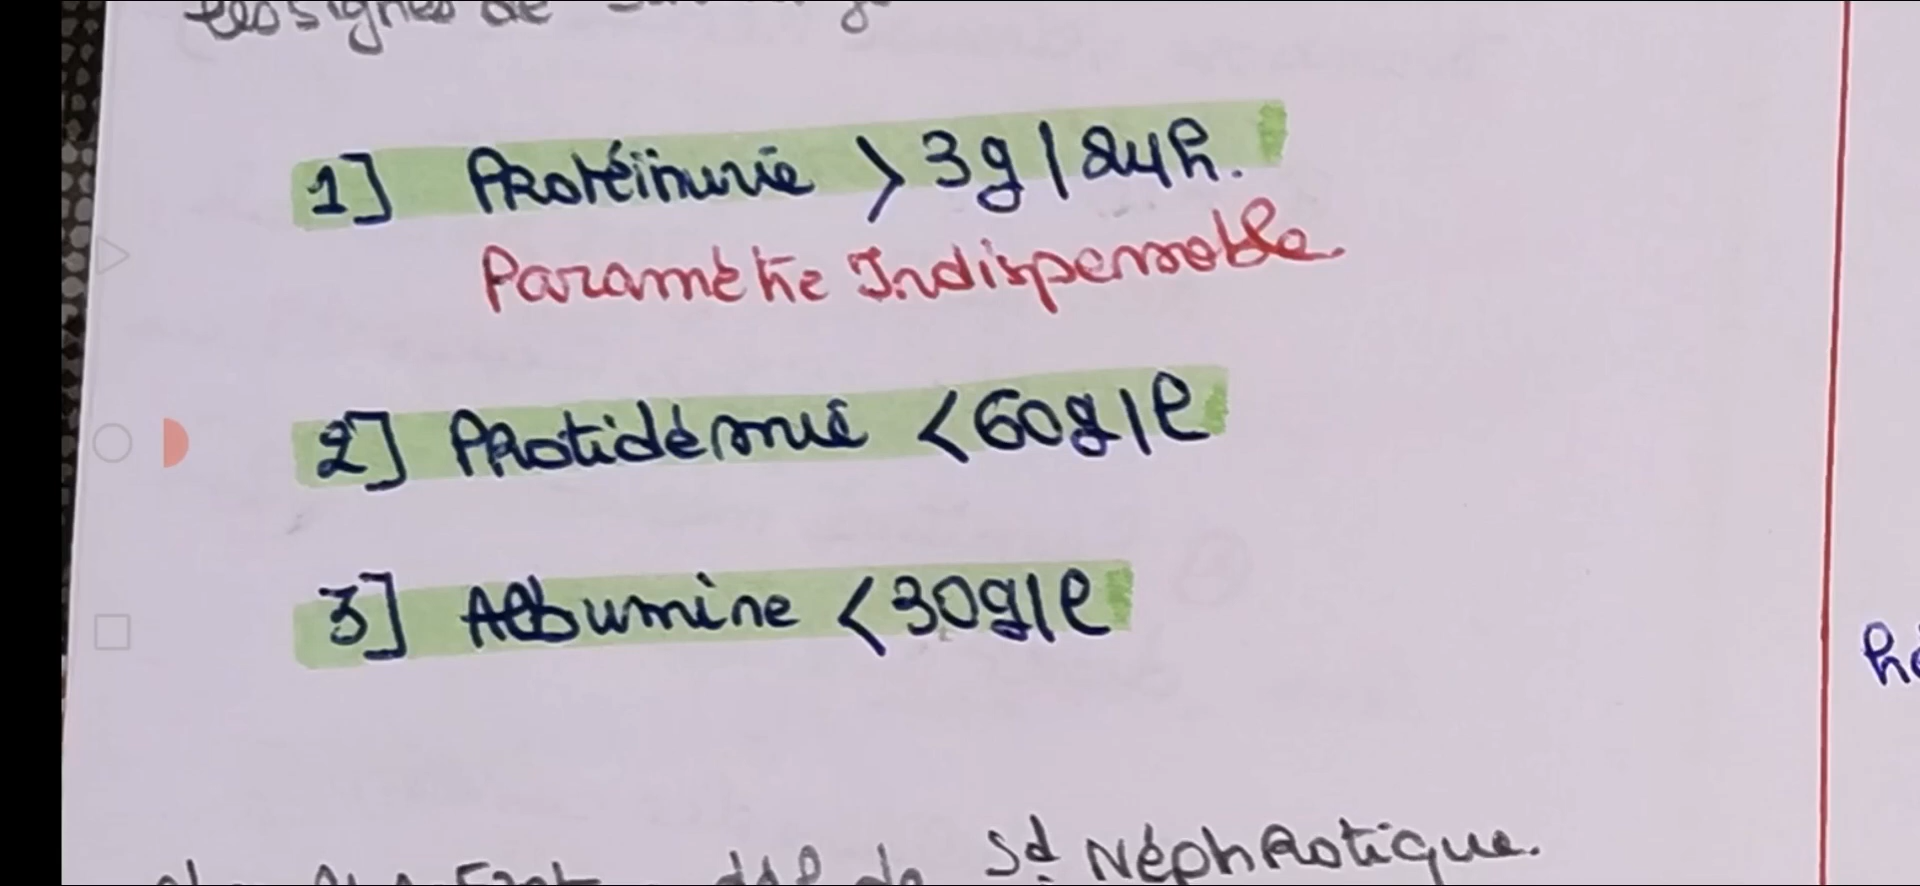 1] Protéinurie > 3g/24h.
Paramètre Indispensable
2] Protidémie <60g/l
3] Albumine <30g/l
Sd Néphrotique.